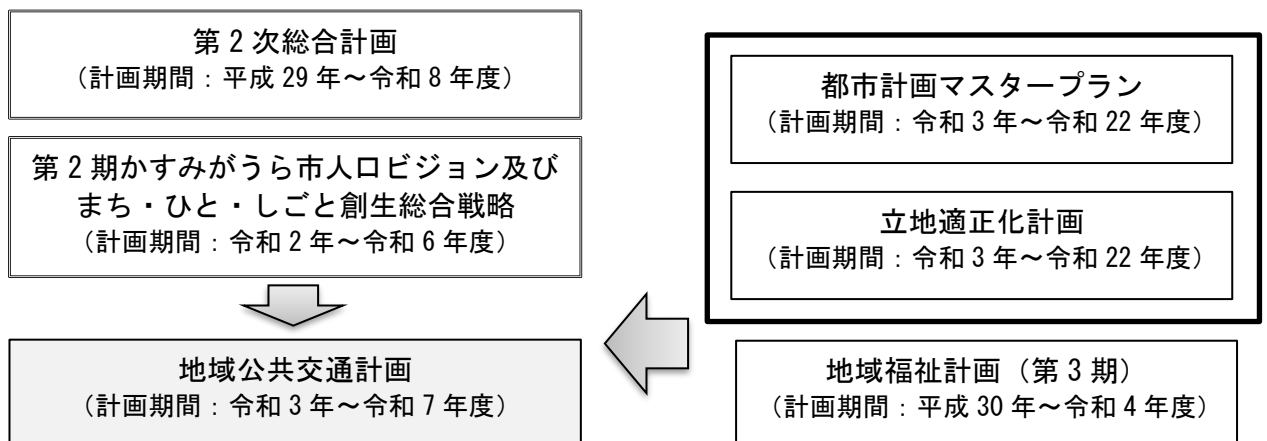 第2次総合計画
（計画期間：平成29年～令和8年度）
第2期かすみがうら市人口ビジョン及び
まち・ひと・しごと創生総合戦略
（計画期間：令和2年～令和6年度）
地域公共交通計画
（計画期間：令和3年～令和7年度）
都市計画マスタープラン
（計画期間：令和3年～令和22年度）
立地適正化計画
（計画期間：令和3年～令和22年度）
地域福祉計画（第3期）
（計画期間：平成30年～令和4年度）